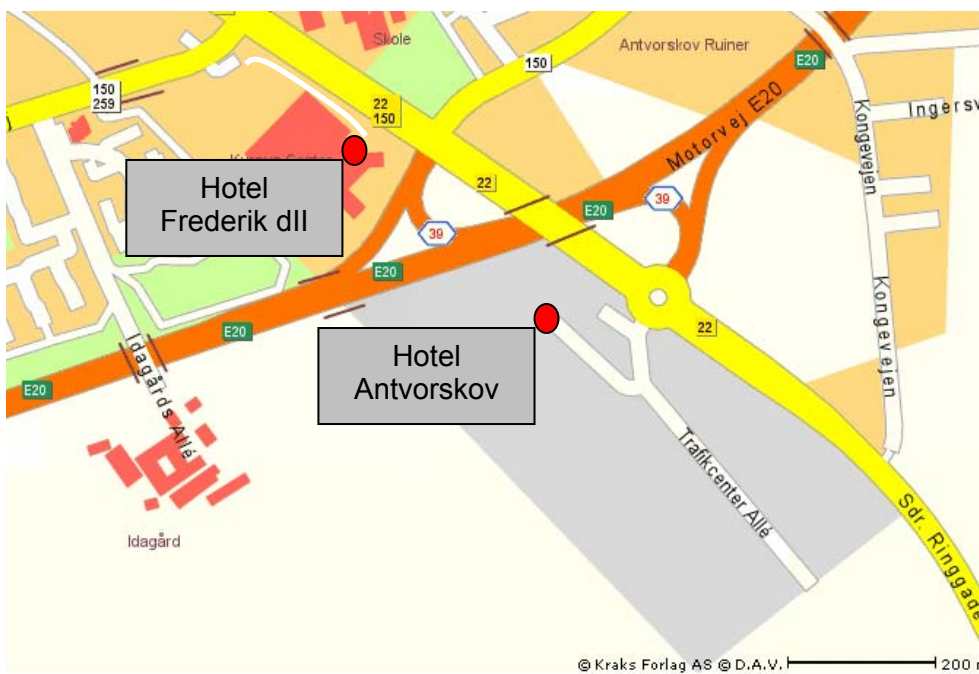 Skole
Antvorskov Ruiner
E20
150
150
259
22
150
Motorvej E20
Kongevejen
Hotel
Frederik dII
22
39
E20
39
E20
E20
22
Kongevejen
E20
Hotel
Antvorskov
Idagårds Allé
E20
Trafikcenter Allé
Sdr. Ringgade
Idagård
© Kraks Forlag AS © D.A.V.
200